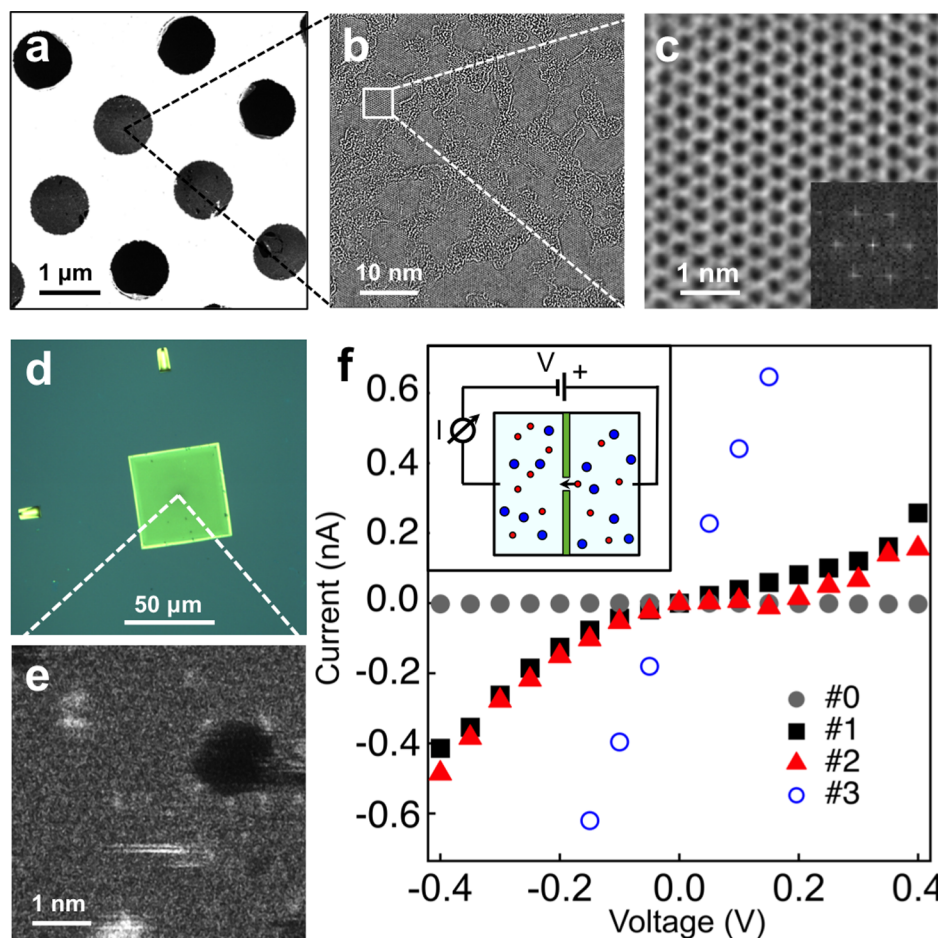 a
1 μm
b
10 nm
c
1 nm
d
50 μm
e
1 nm
f
V
+
I
Current (nA)
0.6
0.4
0.2
0.0
-0.2
-0.4
-0.6
#0
#1
#2
#3
-0.4
-0.2
0.0
0.2
0.4
Voltage (V)